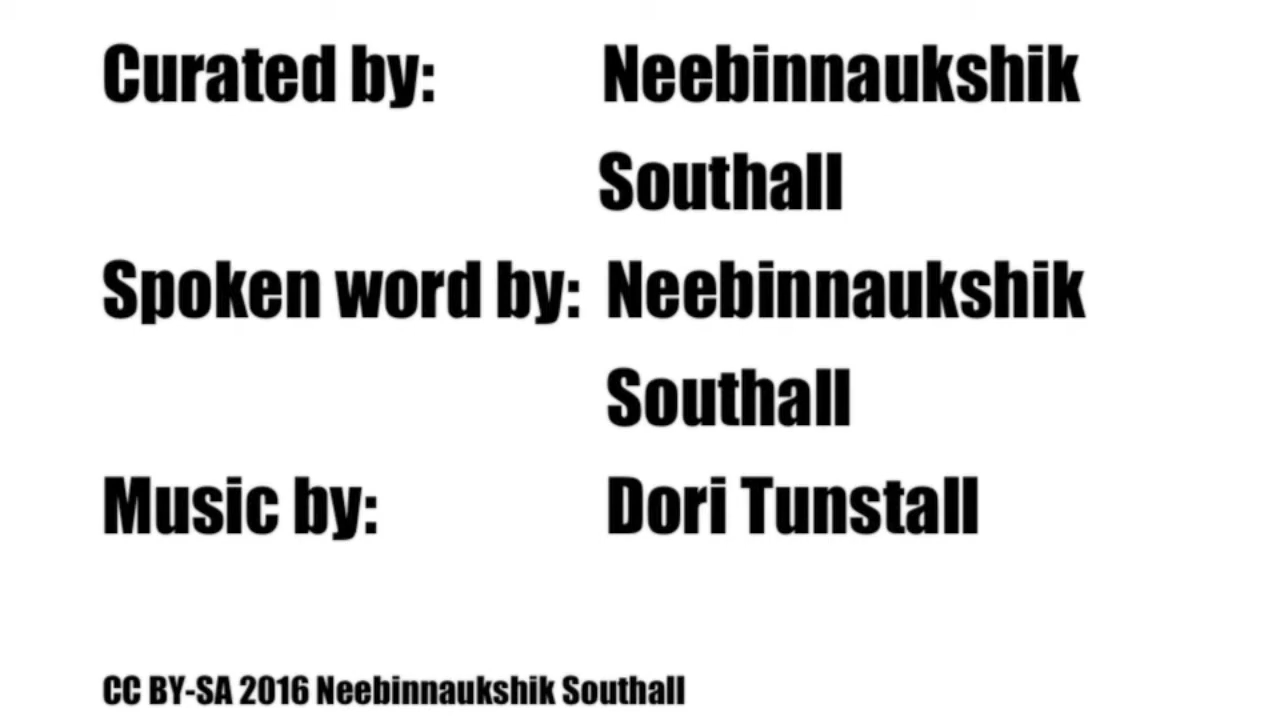 Curated by: Neebinnaukshik
Southall
Spoken word by: Neebinnaukshik
Southall
Music by: Dori Tunstall
CC BY-SA 2016 Neebinnaukshik Southall